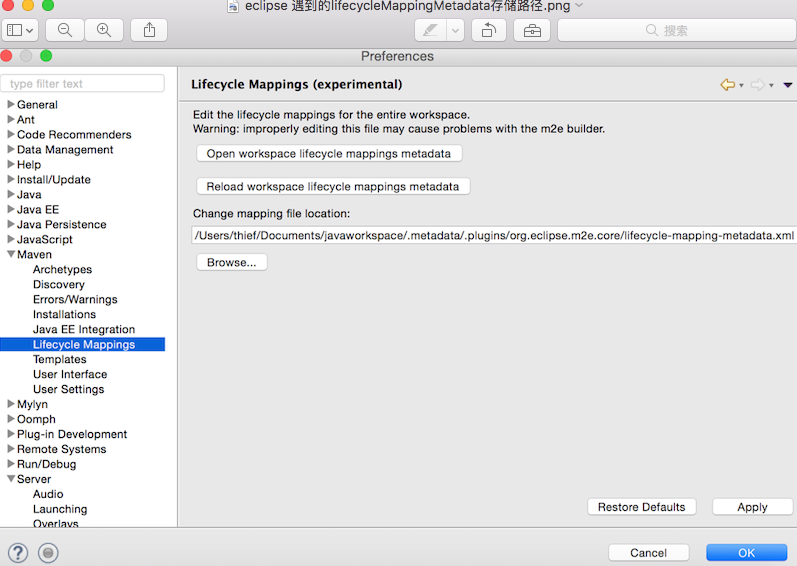 eclipse 遇到的lifecycleMappingMetadata存储路径.png
搜索
Preferences
type filter text
General
Ant
Code Recommenders
Data Management
Help
Install/Update
Java
Java EE
Java Persistence
JavaScript
Maven
Archetypes
Discovery
Errors/Warnings
Installations
Java EE Integration
Lifecycle Mappings
Templates
User Interface
User Settings
Mylyn
Oomph
Plug-in Development
Remote Systems
Run/Debug
Server
Audio
Launching
Overlays
Lifecycle Mappings (experimental)
Edit the lifecycle mappings for the entire workspace.
Warning: improperly editing this file may cause problems with the m2e builder.
Open workspace lifecycle mappings metadata
Reload workspace lifecycle mappings metadata
Change mapping file location:
/Users/thief/Documents/javaworkspace/.metadata/.plugins/org.eclipse.m2e.core/lifecycle-mapping-metadata.xml
Browse...
Restore Defaults
Apply
?
Cancel
OK